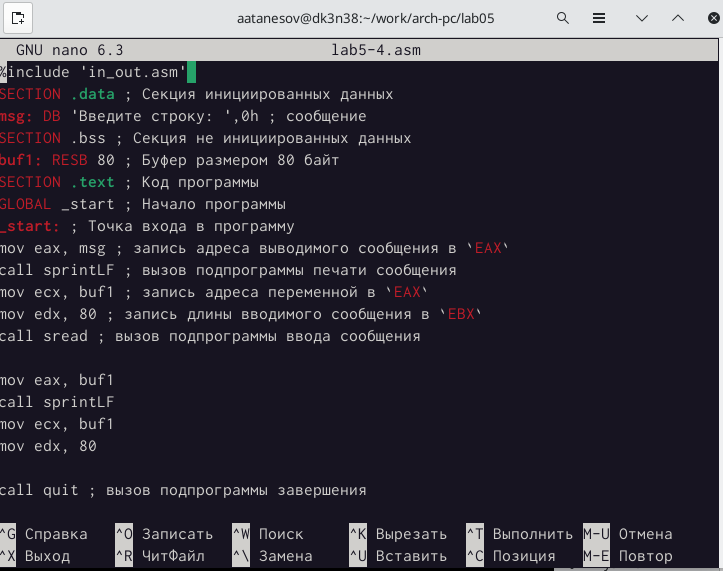 aatanesov@dk3n38:~/work/arch-pc/lab05
GNU nano 6.3 lab5-4.asm
%include 'in_out.asm'
SECTION .data ; Секция инициированных данных
msg: DB 'Введите строку: ',0h ; сообщение
SECTION .bss ; Секция не инициированных данных
buf1: RESB 80 ; Буфер размером 80 байт
SECTION .text ; Код программы
GLOBAL _start ; Начало программы
_start: ; Точка входа в программу
mov eax, msg ; запись адреса выводимого сообщения в `EAX`
call sprintLF ; вызов подпрограммы печати сообщения
mov ecx, buf1 ; запись адреса переменной в `EAX`
mov edx, 80 ; запись длины вводимого сообщения в `EBX`
call sread ; вызов подпрограммы ввода сообщения
mov eax, buf1
call sprintLF
mov ecx, buf1
mov edx, 80
call quit ; вызов подпрограммы завершения
^G Справка ^O Записать ^W Поиск ^K Вырезать ^T Выполнить M-U Отмена
^X Выход ^R ЧитФайл ^\ Замена ^U Вставить ^C Позиция M-E Повтор